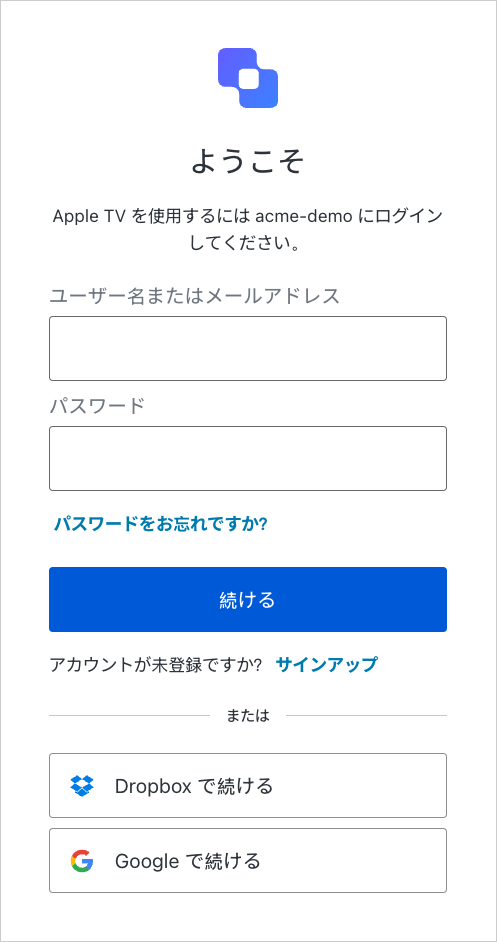 ようこそ
Apple TV を使用するには acme-demo にログイン
してください。
ユーザー名またはメールアドレス
パスワード
パスワードをお忘れですか?
続ける
アカウントが未登録ですか? サインアップ
または
Dropbox で続ける
Google で続ける